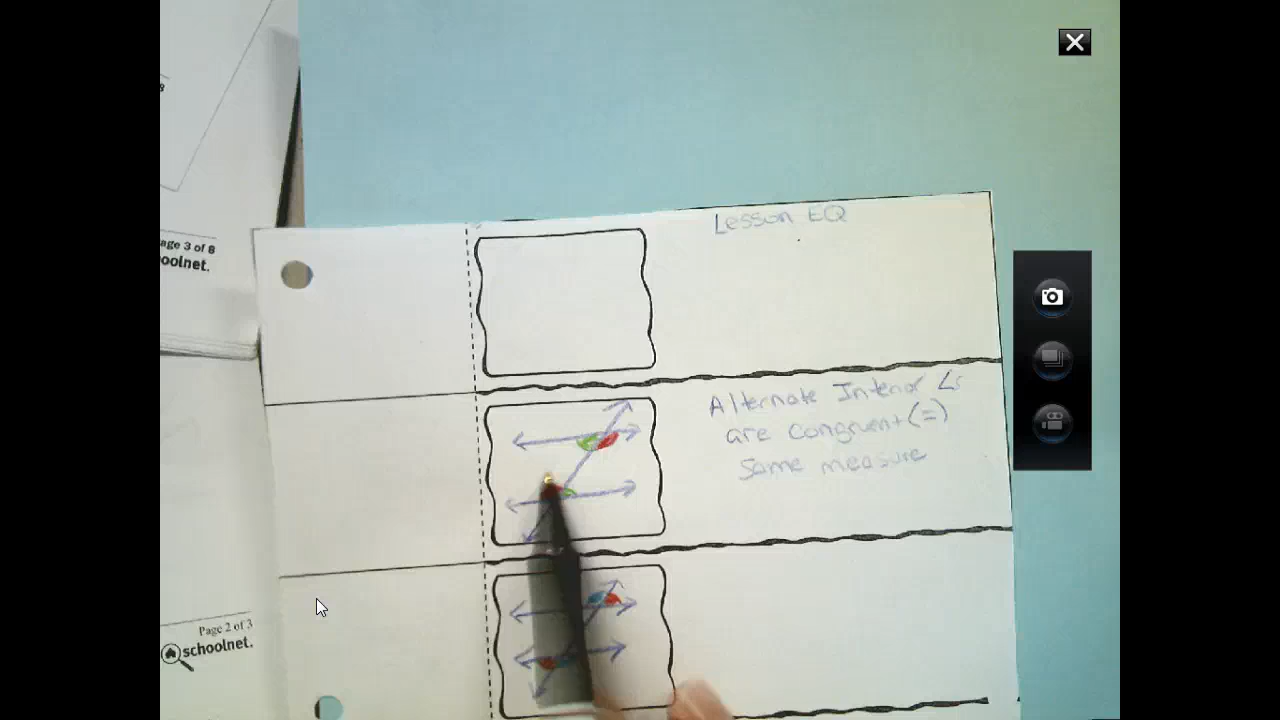 age 3 of 8
oolnet.
Lesson EQ
Alternate Interior ∠s
are congruent (=)
Same measure
Page 2 of 3
schoolnet.